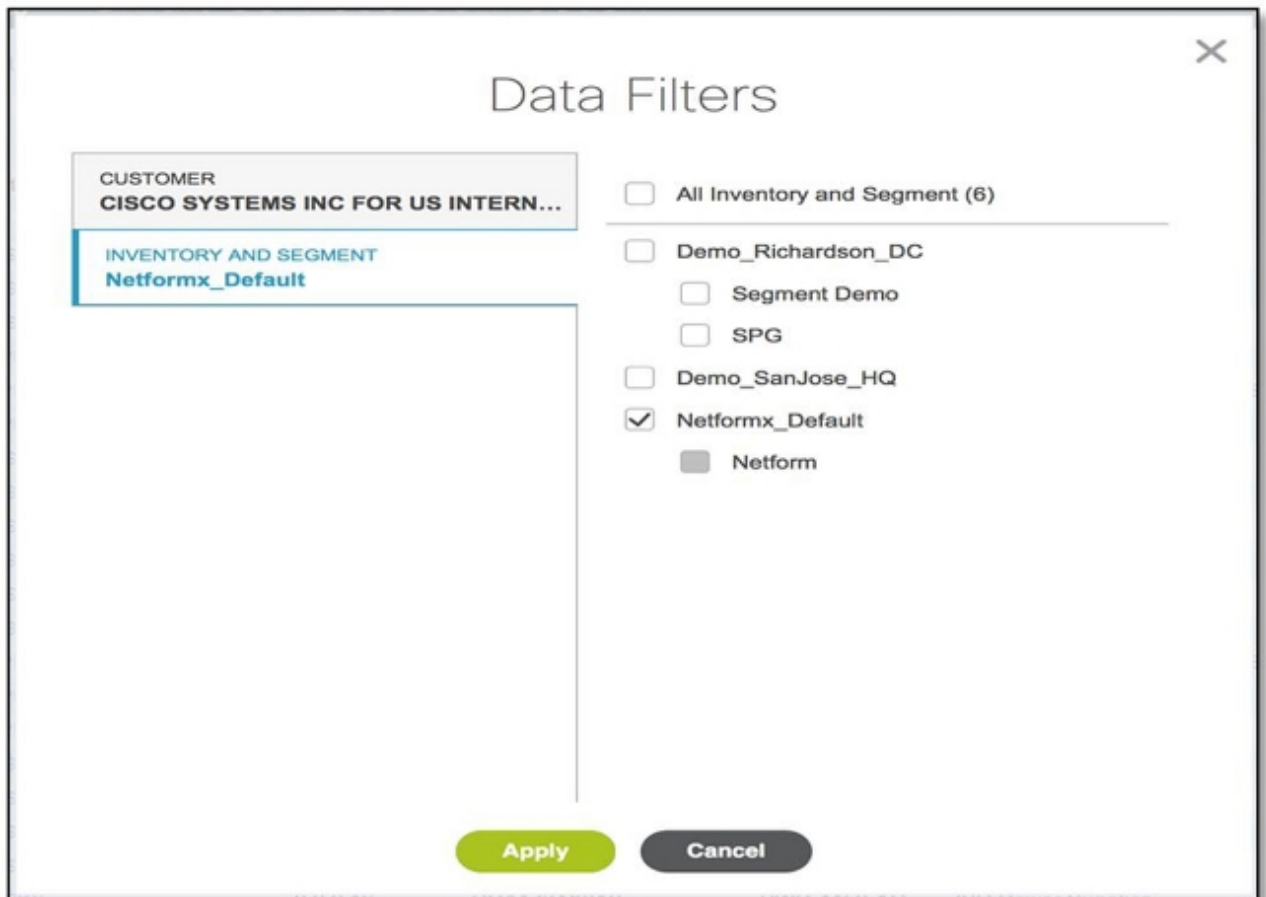 Data Filters
CUSTOMER
CISCO SYSTEMS INC FOR US INTERN...
INVENTORY AND SEGMENT
Netformx_Default
All Inventory and Segment (6)
Demo_Richardson_DC
Segment Demo
SPG
Demo_SanJose_HQ
Netformx_Default
Netform
Apply
Cancel